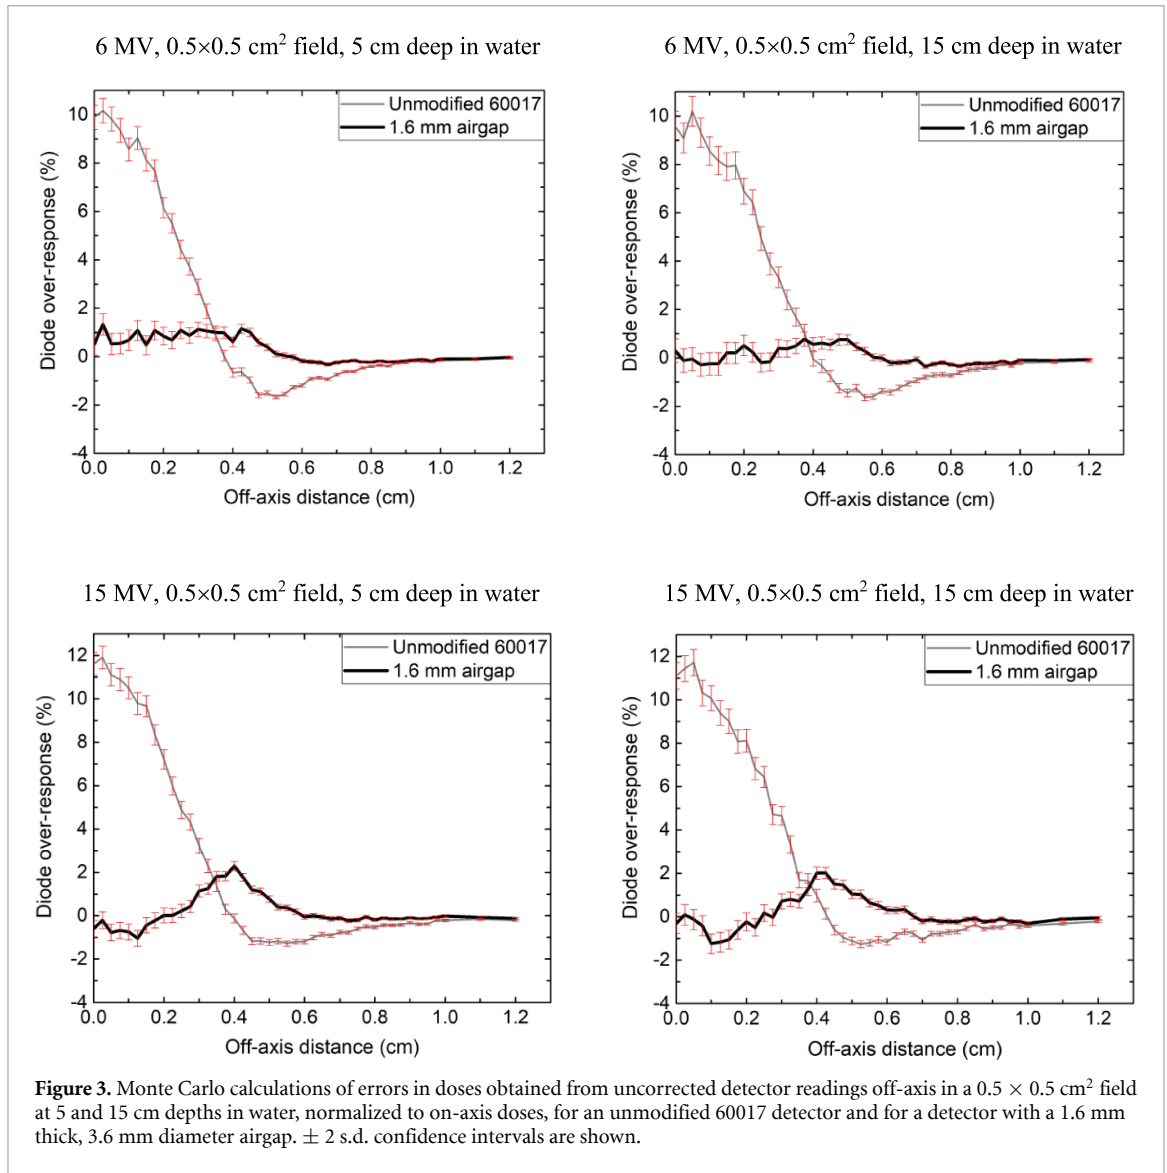 6 MV, 0.5×0.5 cm² field, 5 cm deep in water
Unmodified 60017
1.6 mm airgap
Diode over-response (%)
10
8
6
4
2
0
-2
-4
0.0 0.2 0.4 0.6 0.8 1.0 1.2
Off-axis distance (cm)
6 MV, 0.5×0.5 cm² field, 15 cm deep in water
Unmodified 60017
1.6 mm airgap
Diode over-response (%)
10
8
6
4
2
0
-2
-4
0.0 0.2 0.4 0.6 0.8 1.0 1.2
Off-axis distance (cm)
15 MV, 0.5×0.5 cm² field, 5 cm deep in water
Unmodified 60017
1.6 mm airgap
Diode over-response (%)
12
10
8
6
4
2
0
-2
-4
0.0 0.2 0.4 0.6 0.8 1.0 1.2
Off-axis distance (cm)
15 MV, 0.5×0.5 cm² field, 15 cm deep in water
Unmodified 60017
1.6 mm airgap
Diode over-response (%)
12
10
8
6
4
2
0
-2
-4
0.0 0.2 0.4 0.6 0.8 1.0 1.2
Off-axis distance (cm)
Figure 3. Monte Carlo calculations of errors in doses obtained from uncorrected detector readings off-axis in a 0.5 × 0.5 cm² field
at 5 and 15 cm depths in water, normalized to on-axis doses, for an unmodified 60017 detector and for a detector with a 1.6 mm
thick, 3.6 mm diameter airgap. ± 2 s.d. confidence intervals are shown.